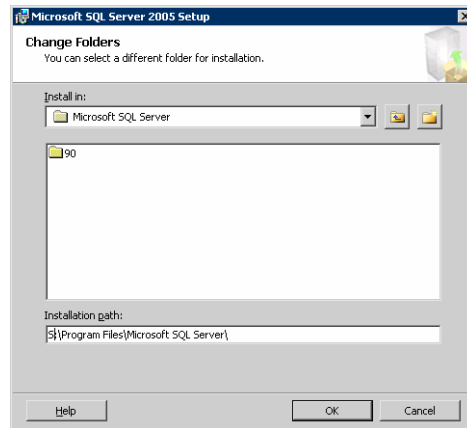 Microsoft SQL Server 2005 Setup
Change Folders
You can select a different folder for installation.
Install in:
Microsoft SQL Server
90
Installation path:
S:\Program Files\Microsoft SQL Server\
Help
OK
Cancel